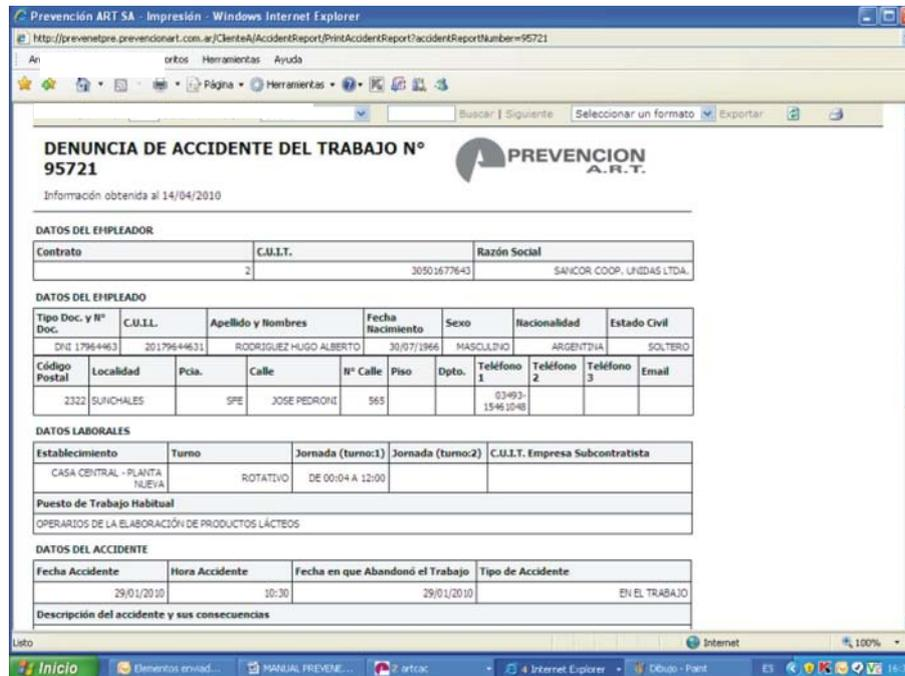 Prevención ART SA - Impresión - Windows Internet Explorer
http://prevenetpre.prevencionart.com.ar/ClienteA/AccidentReport/PrintAccidentReport?accidentReportNumber=95721
Herramientas Ayuda
Página Herramientas
Buscar | Siguiente Seleccionar un formato Exportar
DENUNCIA DE ACCIDENTE DEL TRABAJO N°
95721
PREVENCION
A.R.T.
Información obtenida al 14/04/2010
DATOS DEL EMPLEADOR
Contrato C.U.I.T. Razón Social
2 30501677643 SANCOR COOP. UNIDAS LTDA.
DATOS DEL EMPLEADO
Tipo Doc. y N° Doc. C.U.I.L. Apellido y Nombres Fecha Nacimiento Sexo Nacionalidad Estado Civil
DNI 17964463 20179644631 RODRIGUEZ HUGO ALBERTO 30/07/1966 MASCULINO ARGENTINA SOLTERO
Código Postal Localidad Pcia. Calle N° Calle Piso Dpto. Teléfono 1 Teléfono 2 Teléfono 3 Email
2322 SUNCHALES SFE JOSE PEDRONI 565 03493-15461048
DATOS LABORALES
Establecimiento Turno Jornada (turno:1) Jornada (turno:2) C.U.I.T. Empresa Subcontratista
CASA CENTRAL - PLANTA NUEVA ROTATIVO DE 00:04 A 12:00
Puesto de Trabajo Habitual
OPERARIOS DE LA ELABORACIÓN DE PRODUCTOS LÁCTEOS
DATOS DEL ACCIDENTE
Fecha Accidente Hora Accidente Fecha en que Abandonó el Trabajo Tipo de Accidente
29/01/2010 10:30 29/01/2010 EN EL TRABAJO
Descripción del accidente y sus consecuencias
Listo Internet 100%
Inicio Elementos enviad... MANUAL PREVENE... 2 artcac 4 Internet Explorer Dibujo - Paint ES